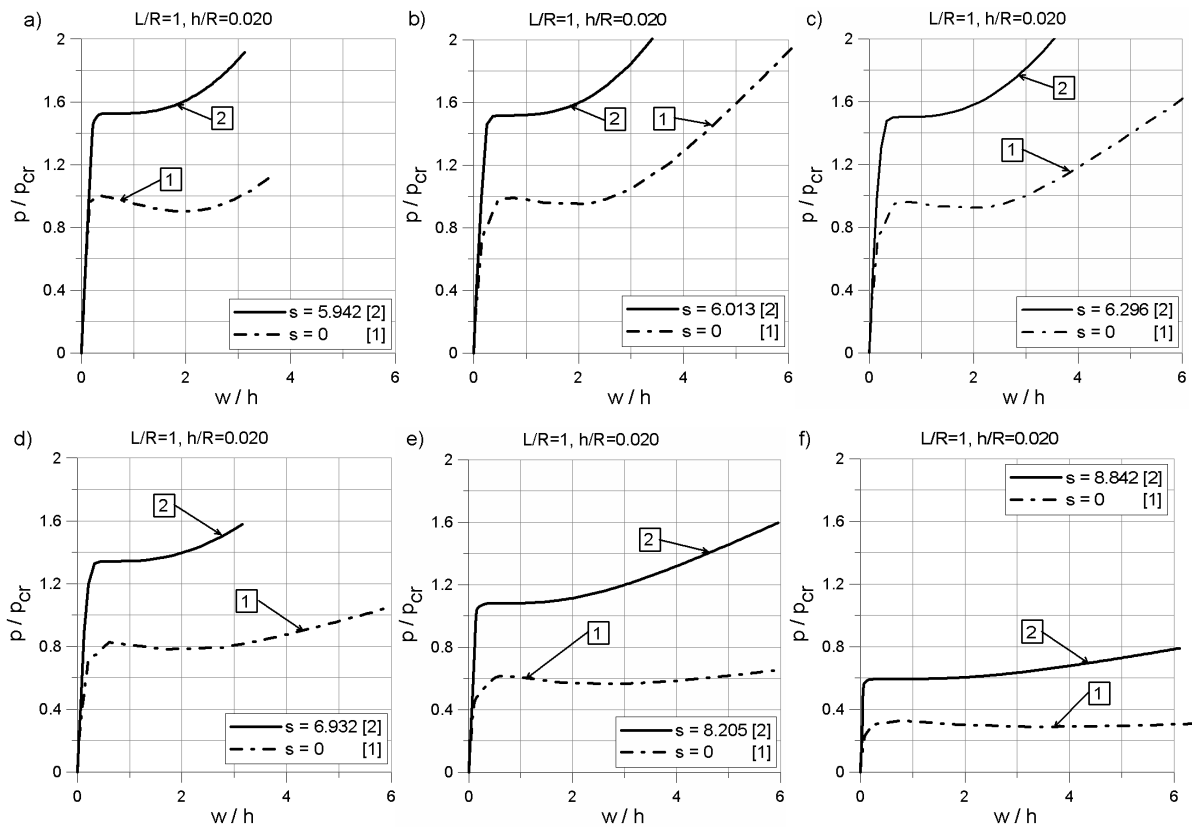 a)
L/R=1, h/R=0.020
2
1.6
1.2
0.8
0.4
0
p / pcr
2
1
s = 5.942 [2]
s = 0 [1]
0 2 4 6
w / h
b)
L/R=1, h/R=0.020
2
1.6
1.2
0.8
0.4
0
p / pcr
2
1
s = 6.013 [2]
s = 0 [1]
0 2 4 6
w / h
c)
L/R=1, h/R=0.020
2
1.6
1.2
0.8
0.4
0
p / pcr
2
1
s = 6.296 [2]
s = 0 [1]
0 2 4 6
w / h
d)
L/R=1, h/R=0.020
2
1.6
1.2
0.8
0.4
0
p / pcr
2
1
s = 6.932 [2]
s = 0 [1]
0 2 4 6
w / h
e)
L/R=1, h/R=0.020
2
1.6
1.2
0.8
0.4
0
p / pcr
2
1
s = 8.205 [2]
s = 0 [1]
0 2 4 6
w / h
f)
L/R=1, h/R=0.020
2
1.6
1.2
0.8
0.4
0
p / pcr
s = 8.842 [2]
s = 0 [1]
2
1
0 2 4 6
w / h